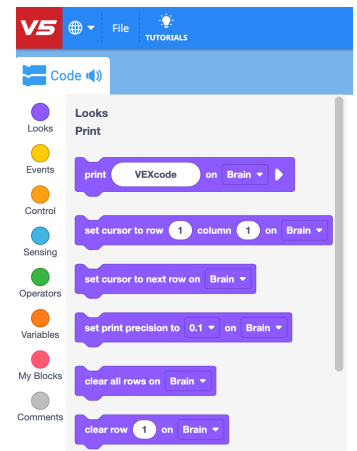 V5
File
TUTORIALS
Code
Looks
Events
Control
Sensing
Operators
Variables
My Blocks
Comments
Looks
Print
print VEXcode on Brain
set cursor to row 1 column 1 on Brain
set cursor to next row on Brain
set print precision to 0.1 on Brain
clear all rows on Brain
clear row 1 on Brain